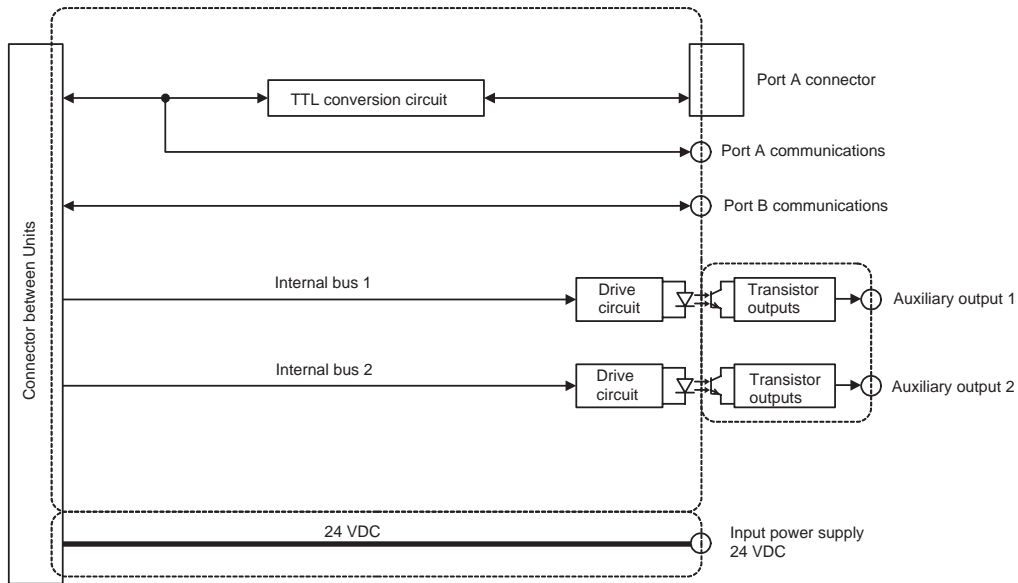 Port A connector
TTL conversion circuit
Port A communications
Port B communications
Connector between Units
Internal bus 1
Drive
circuit
Transistor
outputs
Auxiliary output 1
Internal bus 2
Drive
circuit
Transistor
outputs
Auxiliary output 2
24 VDC
Input power supply
24 VDC